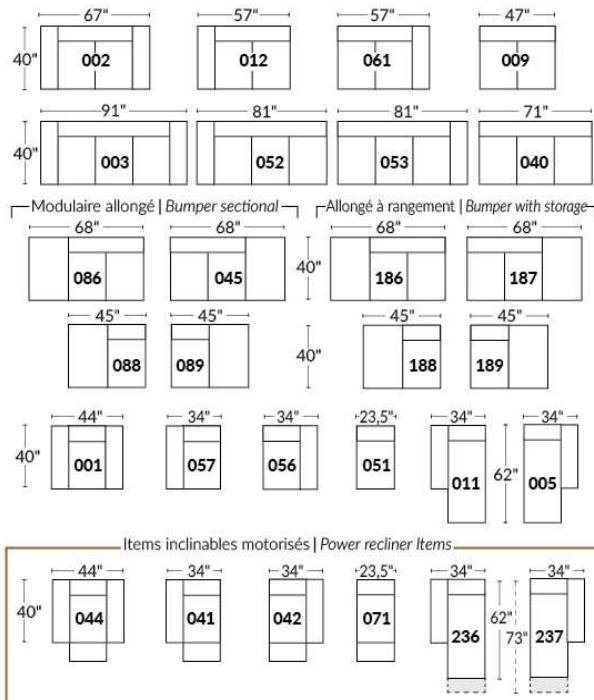 67" 57" 57" 47"
40" 002 012 061 009
91" 81" 81" 71"
40" 003 052 053 040
Modulaire allongé | Bumper sectional Allongé à rangement | Bumper with storage
68" 68" 68" 68"
086 045 40" 186 187
45" 45" 45" 45"
088 089 40" 188 189
44" 34" 34" 23,5" 34" 34"
40" 001 057 056 051 011 62" 005
Items inclinables motorisés | Power recliner Items
44" 34" 34" 23,5" 34" 34"
40" 044 041 042 071 236 62" 73" 237